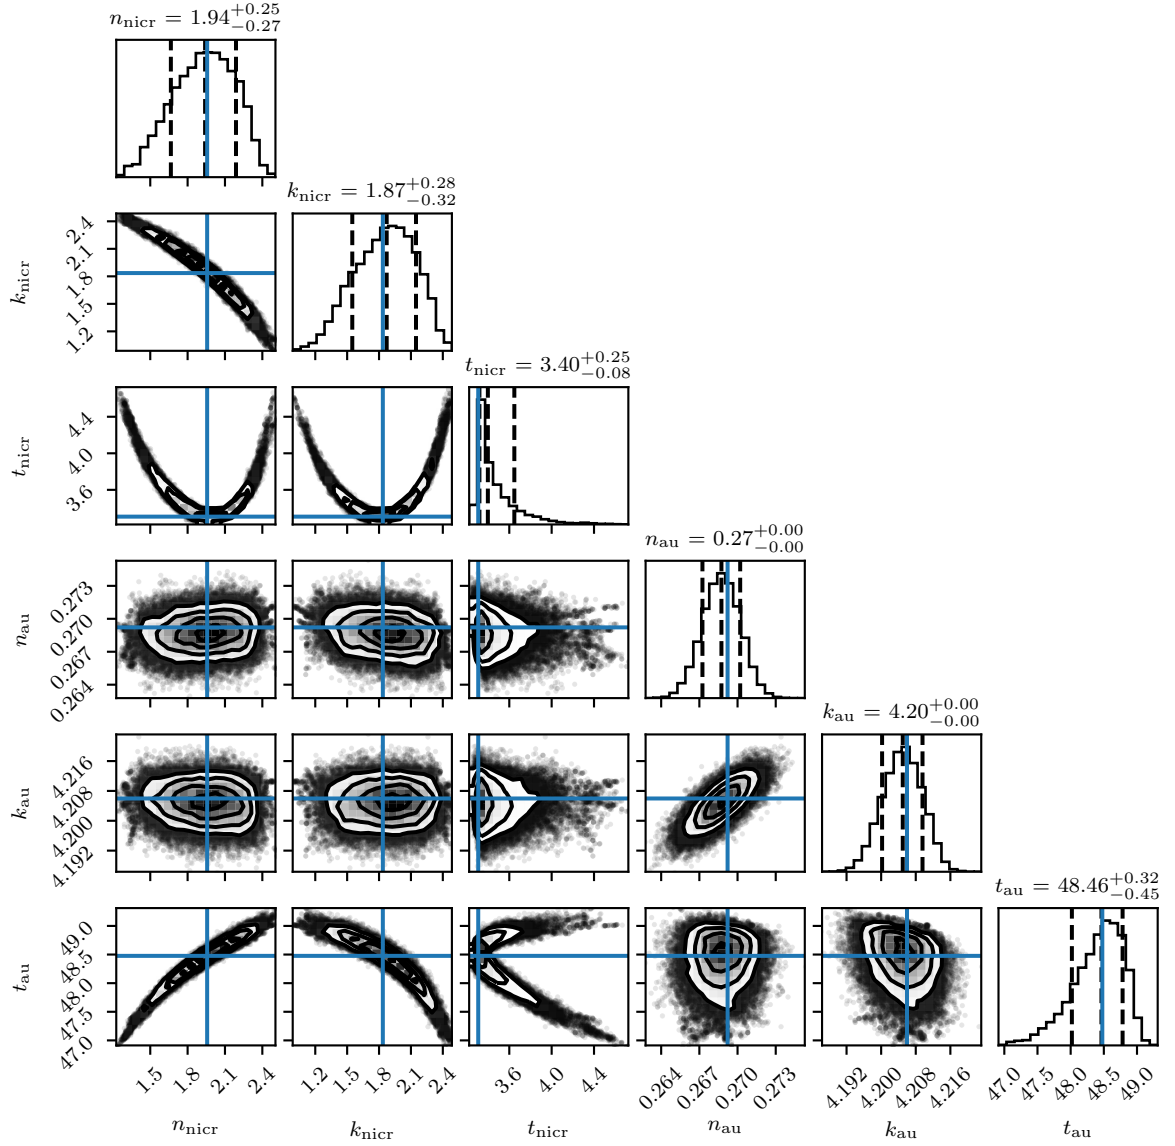 n_nicr = 1.94^{+0.25}_{-0.27}
k_nicr = 1.87^{+0.28}_{-0.32}
2.4
2.1
1.8
1.5
1.2
k_nicr
t_nicr = 3.40^{+0.25}_{-0.08}
4.4
4.0
3.6
t_nicr
n_au = 0.27^{+0.00}_{-0.00}
0.273
0.270
0.267
0.264
n_au
k_au = 4.20^{+0.00}_{-0.00}
4.216
4.208
4.200
4.192
k_au
t_au = 48.46^{+0.32}_{-0.45}
49.0
48.5
48.0
47.5
47.0
t_au
1.5 1.8 2.1 2.4
1.2 1.5 1.8 2.1 2.4
3.6 4.0 4.4
0.264 0.267 0.270 0.273
4.192 4.200 4.208 4.216
47.0 47.5 48.0 48.5 49.0
n_nicr k_nicr t_nicr n_au k_au t_au